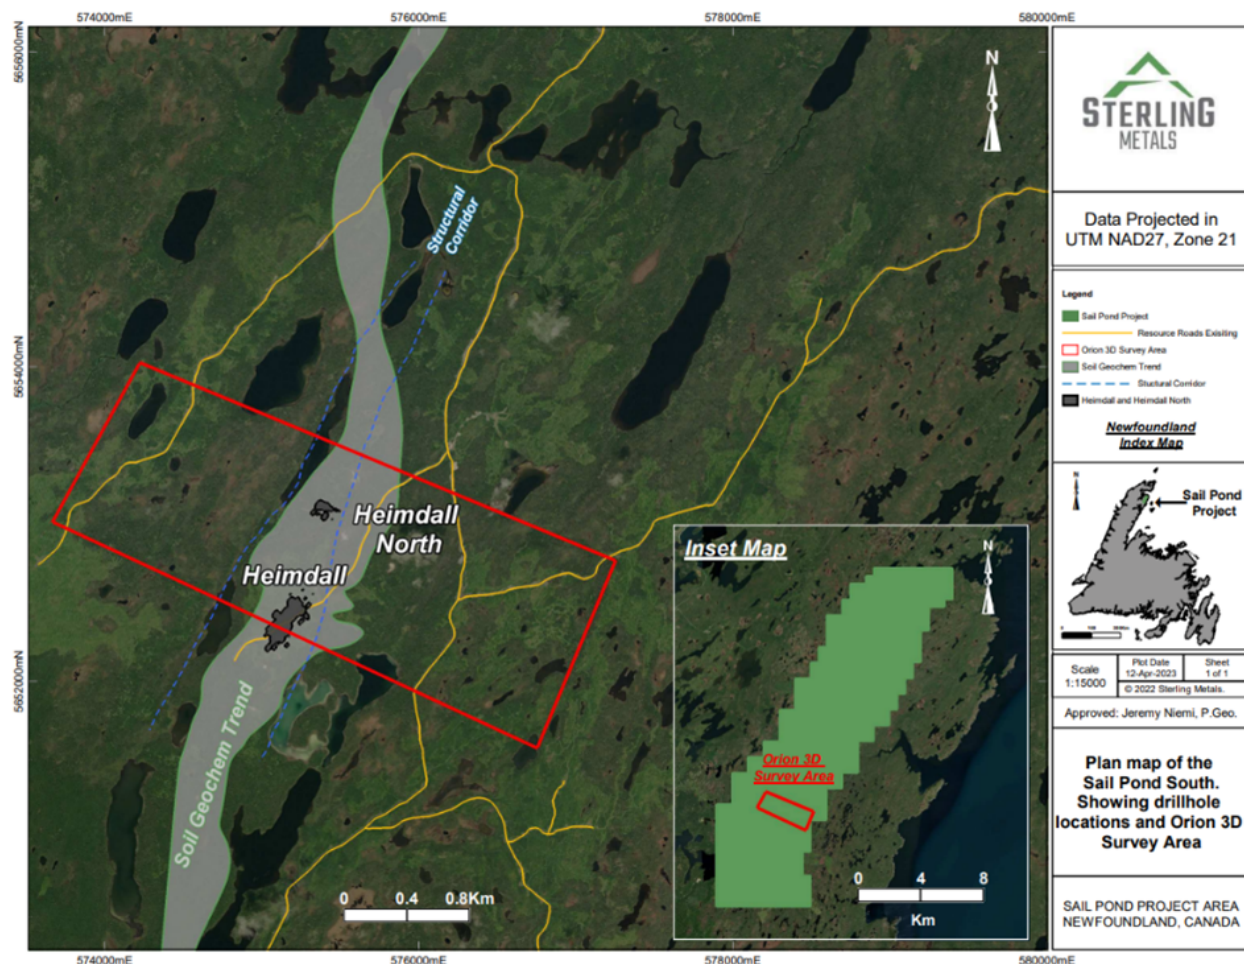 574000mE
576000mE
578000mE
580000mE
5656000mN
5654000mN
5652000mN
Structural
Corridor
Heimdall
North
Heimdall
Soil Geochem Trend
0 0.4 0.8Km
N
Inset Map
N
Orion 3D
Survey Area
0 4 8
Km
574000mE
576000mE
578000mE
580000mE
STERLING
METALS
Data Projected in
UTM NAD27, Zone 21
Legend
Sail Pond Project
Resource Roads Exisiting
Orion 3D Survey Area
Soil Geochem Trend
Stuctural Corridor
Heimdall and Heimdall North
Newfoundland
Index Map
N
Sail Pond
Project
Scale
1:15000
Plot Date
12-Apr-2023
Sheet
1 of 1
© 2022 Sterling Metals.
Approved: Jeremy Niemi, P.Geo.
Plan map of the
Sail Pond South.
Showing drillhole
locations and Orion 3D
Survey Area
SAIL POND PROJECT AREA
NEWFOUNDLAND, CANADA